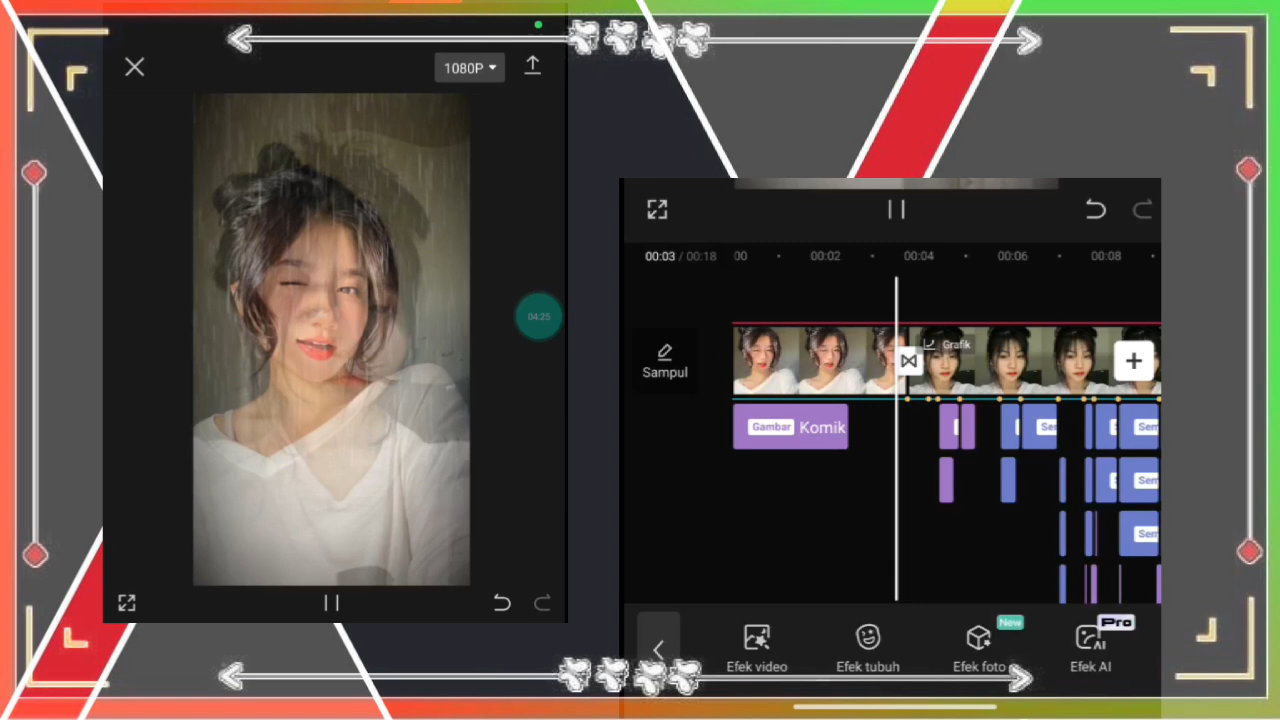 1080P
04:25
00:03 / 00:18
00
00:02
00:04
00:06
00:08
Grafik
Sampul
Gambar Komik
Sem
Sem
Sem
New
Pro
Efek video
Efek tubuh
Efek foto
Efek AI